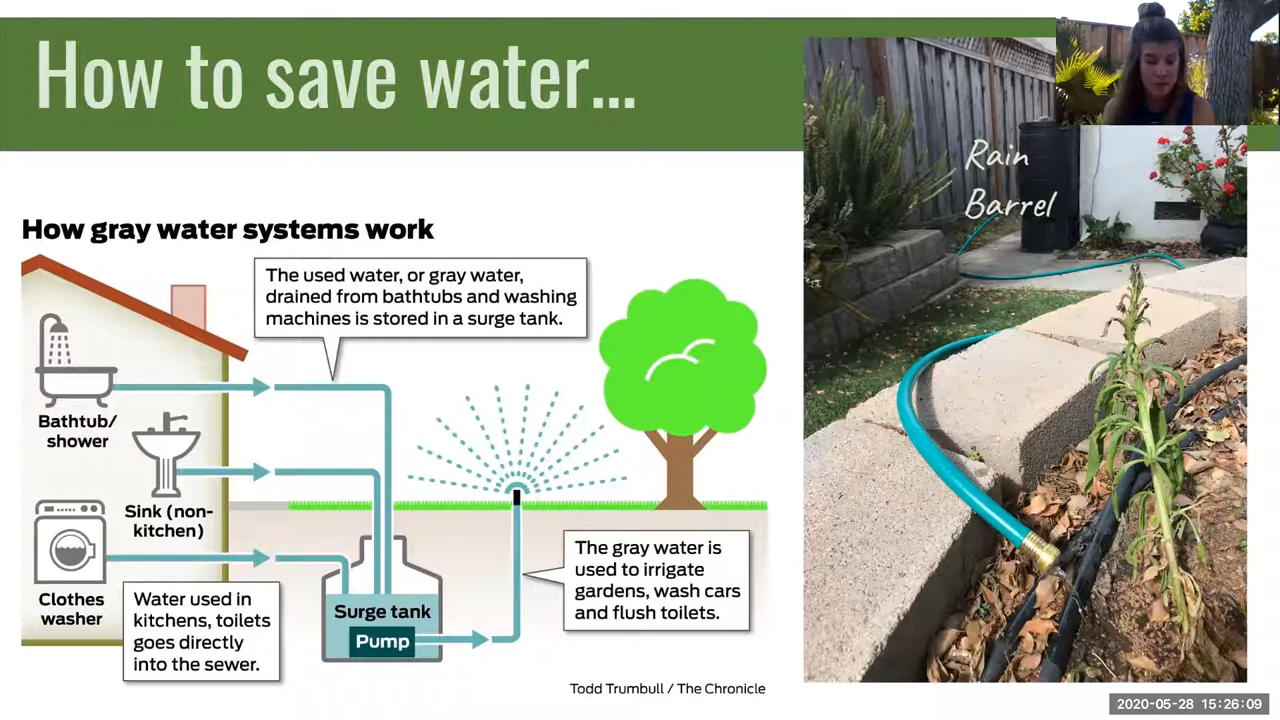 How to save water...
Rain
Barrel
How gray water systems work
The used water, or gray water,
drained from bathtubs and washing
machines is stored in a surge tank.
Bathtub/
shower
Sink (non-
kitchen)
Clothes
washer
Water used in
kitchens, toilets
goes directly
into the sewer.
Surge tank
Pump
The gray water is
used to irrigate
gardens, wash cars
and flush toilets.
Todd Trumbull / The Chronicle
2020-05-28 15:26:09